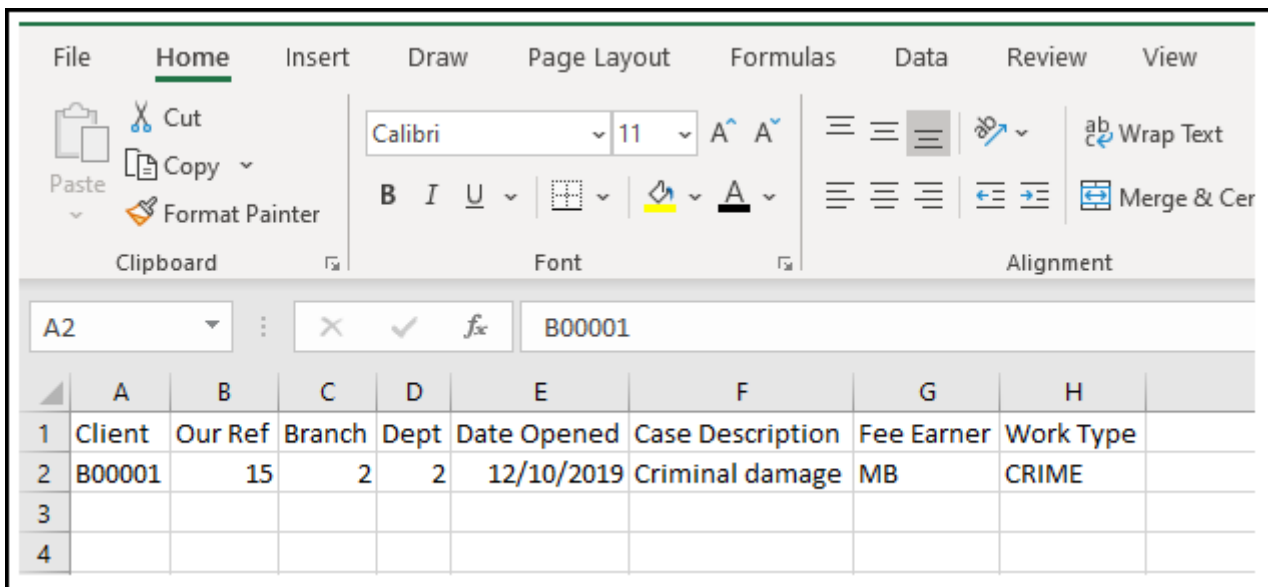 File Home Insert Draw Page Layout Formulas Data Review View
Cut
Copy
Paste
Format Painter
Clipboard
Calibri 11 A A
B I U A
Font
ab Wrap Text
Merge & Cer
Alignment
A2 fx B00001
A B C D E F G H
1 Client Our Ref Branch Dept Date Opened Case Description Fee Earner Work Type
2 B00001 15 2 2 12/10/2019 Criminal damage MB CRIME
3
4